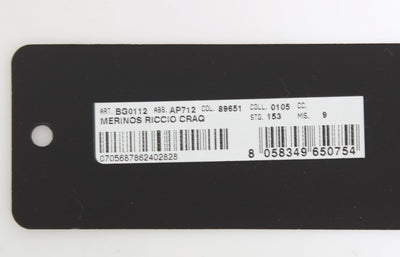 ART. BG0112 ABB. AP712 COL. 89651 COLL. 0105 CC.
MERINOS RICCIO CRAQ STG. 153 MIS. 9
0705687862402828
8 058349 650754